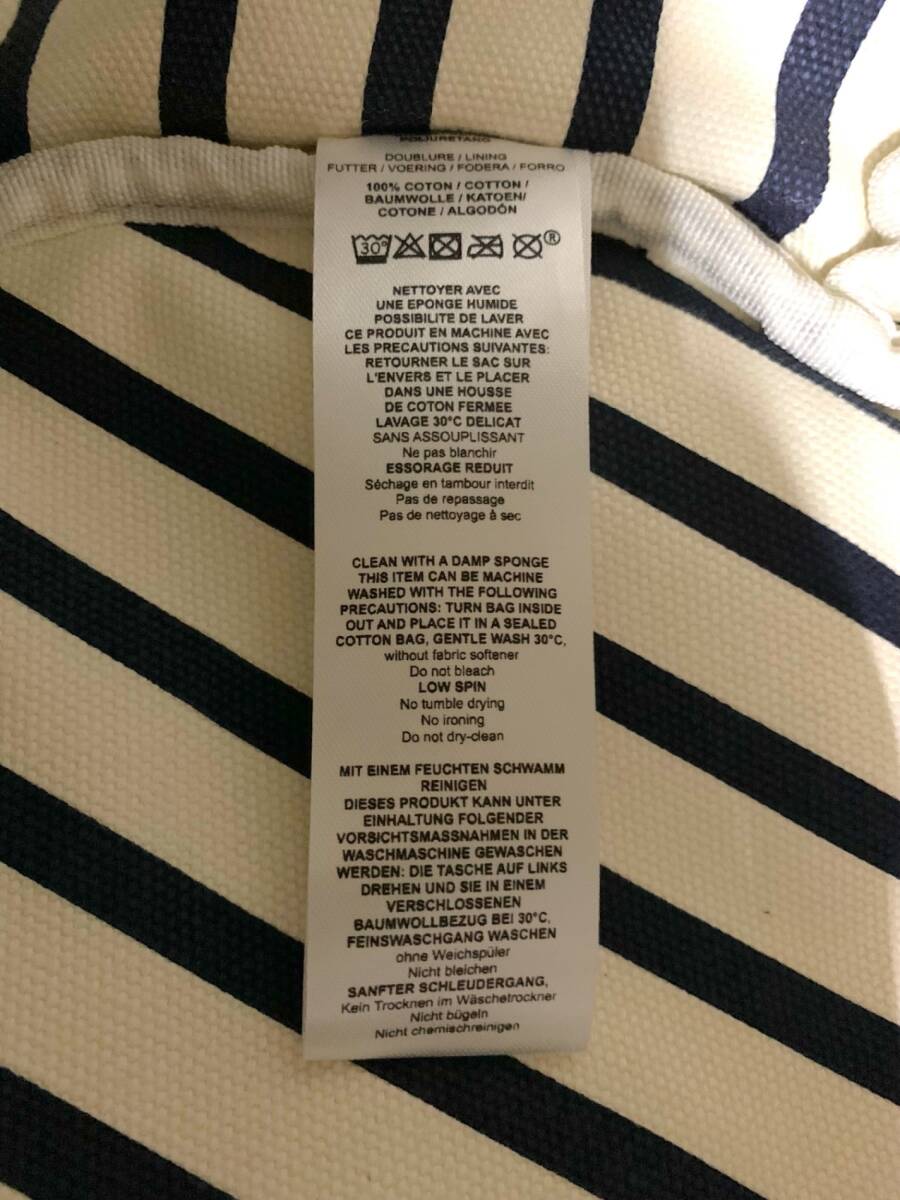 POLIURETANO
DOUBLURE / LINING
FUTTER / VOERING / FODERA / FORRO
100% COTON / COTTON /
BAUMWOLLE / KATOEN/
COTONE / ALGODÓN
30° ®
NETTOYER AVEC
UNE EPONGE HUMIDE
POSSIBILITE DE LAVER
CE PRODUIT EN MACHINE AVEC
LES PRECAUTIONS SUIVANTES:
RETOURNER LE SAC SUR
L'ENVERS ET LE PLACER
DANS UNE HOUSSE
DE COTON FERMEE
LAVAGE 30°C DELICAT
SANS ASSOUPLISSANT
Ne pas blanchir
ESSORAGE REDUIT
Séchage en tambour interdit
Pas de repassage
Pas de nettoyage à sec
CLEAN WITH A DAMP SPONGE
THIS ITEM CAN BE MACHINE
WASHED WITH THE FOLLOWING
PRECAUTIONS: TURN BAG INSIDE
OUT AND PLACE IT IN A SEALED
COTTON BAG, GENTLE WASH 30°C,
without fabric softener
Do not bleach
LOW SPIN
No tumble drying
No ironing
Do not dry-clean
MIT EINEM FEUCHTEN SCHWAMM
REINIGEN
DIESES PRODUKT KANN UNTER
EINHALTUNG FOLGENDER
VORSICHTSMASSNAHMEN IN DER
WASCHMASCHINE GEWASCHEN
WERDEN: DIE TASCHE AUF LINKS
DREHEN UND SIE IN EINEM
VERSCHLOSSENEN
BAUMWOLLBEZUG BEI 30°C,
FEINSWASCHGANG WASCHEN
ohne Weichspüler
Nicht bleichen
SANFTER SCHLEUDERGANG,
Kein Trocknen im Wäschetrockner
Nicht bügeln
Nicht chemischreinigen